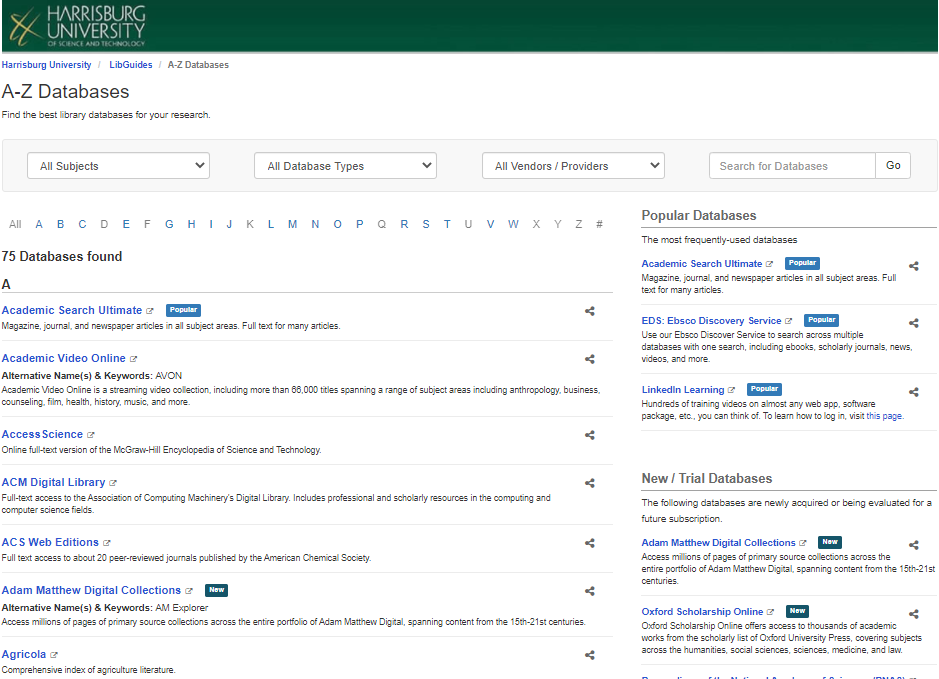 HARRISBURG
UNIVERSITY
OF SCIENCE AND TECHNOLOGY
Harrisburg University / LibGuides / A-Z Databases
A-Z Databases
Find the best library databases for your research.
All Subjects
All Database Types
All Vendors / Providers
Search for Databases
Go
All A B C D E F G H I J K L M N O P Q R S T U V W X Y Z #
75 Databases found
A
Academic Search Ultimate Popular
Magazine, journal, and newspaper articles in all subject areas. Full text for many articles.
Academic Video Online
Alternative Name(s) & Keywords: AVON
Academic Video Online is a streaming video collection, including more than 66,000 titles spanning a range of subject areas including anthropology, business,
counseling, film, health, history, music, and more.
AccessScience
Online full-text version of the McGraw-Hill Encyclopedia of Science and Technology.
ACM Digital Library
Full-text access to the Association of Computing Machinery's Digital Library. Includes professional and scholarly resources in the computing and
computer science fields.
ACS Web Editions
Full text access to about 20 peer-reviewed journals published by the American Chemical Society.
Adam Matthew Digital Collections New
Alternative Name(s) & Keywords: AM Explorer
Access millions of pages of primary source collections across the entire portfolio of Adam Matthew Digital, spanning content from the 15th-21st centuries.
Agricola
Comprehensive index of agriculture literature.
Popular Databases
The most frequently-used databases
Academic Search Ultimate Popular
Magazine, journal, and newspaper articles in all subject areas. Full
text for many articles.
EDS: Ebsco Discovery Service Popular
Use our Ebsco Discover Service to search across multiple
databases with one search, including ebooks, scholarly journals, news,
videos, and more.
LinkedIn Learning Popular
Hundreds of training videos on almost any web app, software
package, etc., you can think of. To learn how to log in, visit this page.
New / Trial Databases
The following databases are newly acquired or being evaluated for a
future subscription.
Adam Matthew Digital Collections New
Access millions of pages of primary source collections across the
entire portfolio of Adam Matthew Digital, spanning content from the 15th-21st
centuries.
Oxford Scholarship Online New
Oxford Scholarship Online offers access to thousands of academic
works from the scholarly list of Oxford University Press, covering subjects
across the humanities, social sciences, sciences, medicine, and law.